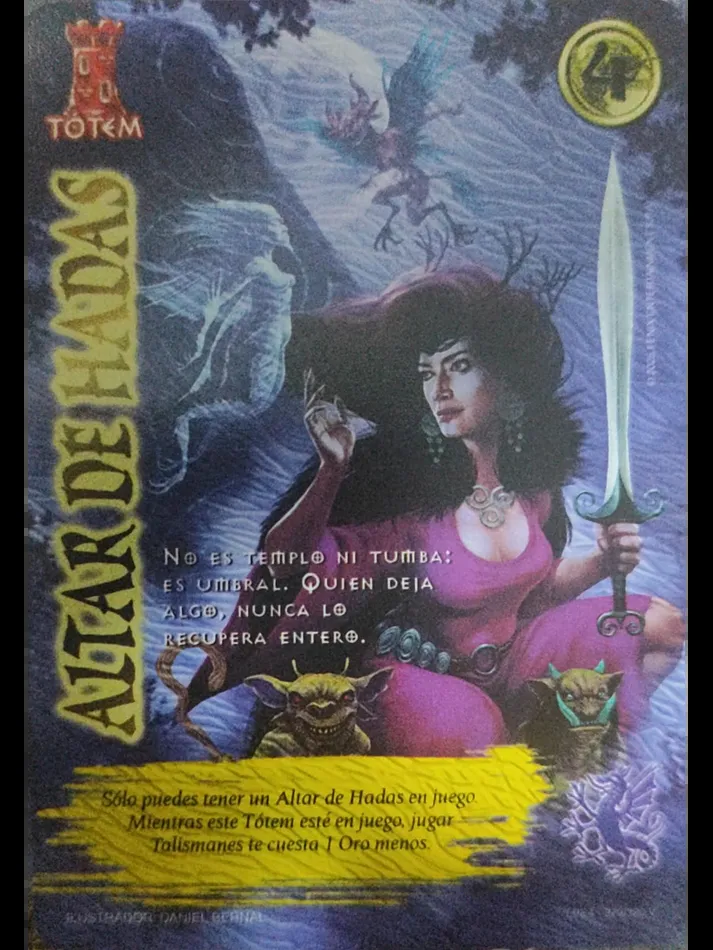 4
TÓTEM
ALTAR DE HADAS
No es templo ni tumba:
es umbral. Quien deja
algo, nunca lo
recupera entero.
Sólo puedes tener un Altar de Hadas en juego.
Mientras este Tótem esté en juego, jugar
Talismanes te cuesta 1 Oro menos.
ILUSTRADOR: DANIEL BERNAL